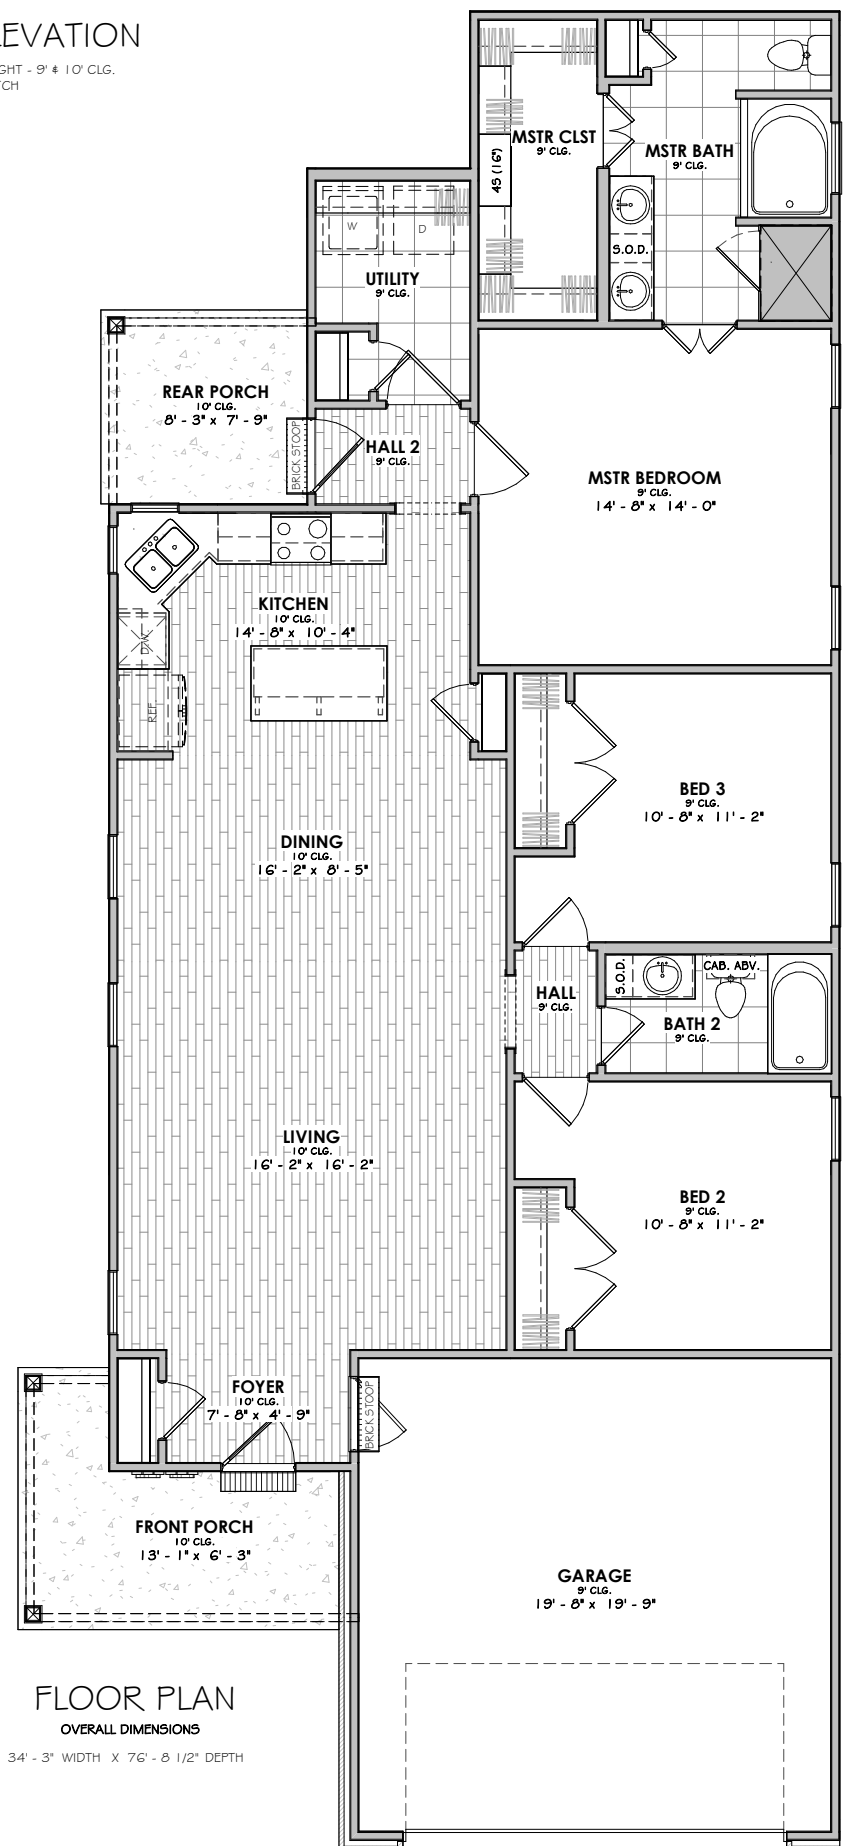 EVATION
GHT - 9' & 10' CLG.
TCH
MSTR CLST
9' CLG.
4S (16")
MSTR BATH
9' CLG.
S.O.D.
W
D
UTILITY
9' CLG.
REAR PORCH
10' CLG.
8' - 3" x 7' - 9"
BRICK STOOP
HALL 2
9' CLG.
MSTR BEDROOM
9' CLG.
14' - 8" x 14' - 0"
KITCHEN
10' CLG.
14' - 8" x 10' - 4"
D/W
REF.
BED 3
9' CLG.
10' - 8" x 11' - 2"
DINING
10' CLG.
16' - 2" x 8' - 5"
S.O.D.
CAB. ABV.
HALL
9' CLG.
BATH 2
9' CLG.
LIVING
10' CLG.
16' - 2" x 16' - 2"
BED 2
9' CLG.
10' - 8" x 11' - 2"
FOYER
10' CLG.
7' - 8" x 4' - 9"
BRICK STOOP
FRONT PORCH
10' CLG.
13' - 1" x 6' - 3"
GARAGE
9' CLG.
19' - 8" x 19' - 9"
FLOOR PLAN
OVERALL DIMENSIONS
34' - 3" WIDTH X 76' - 8 1/2" DEPTH